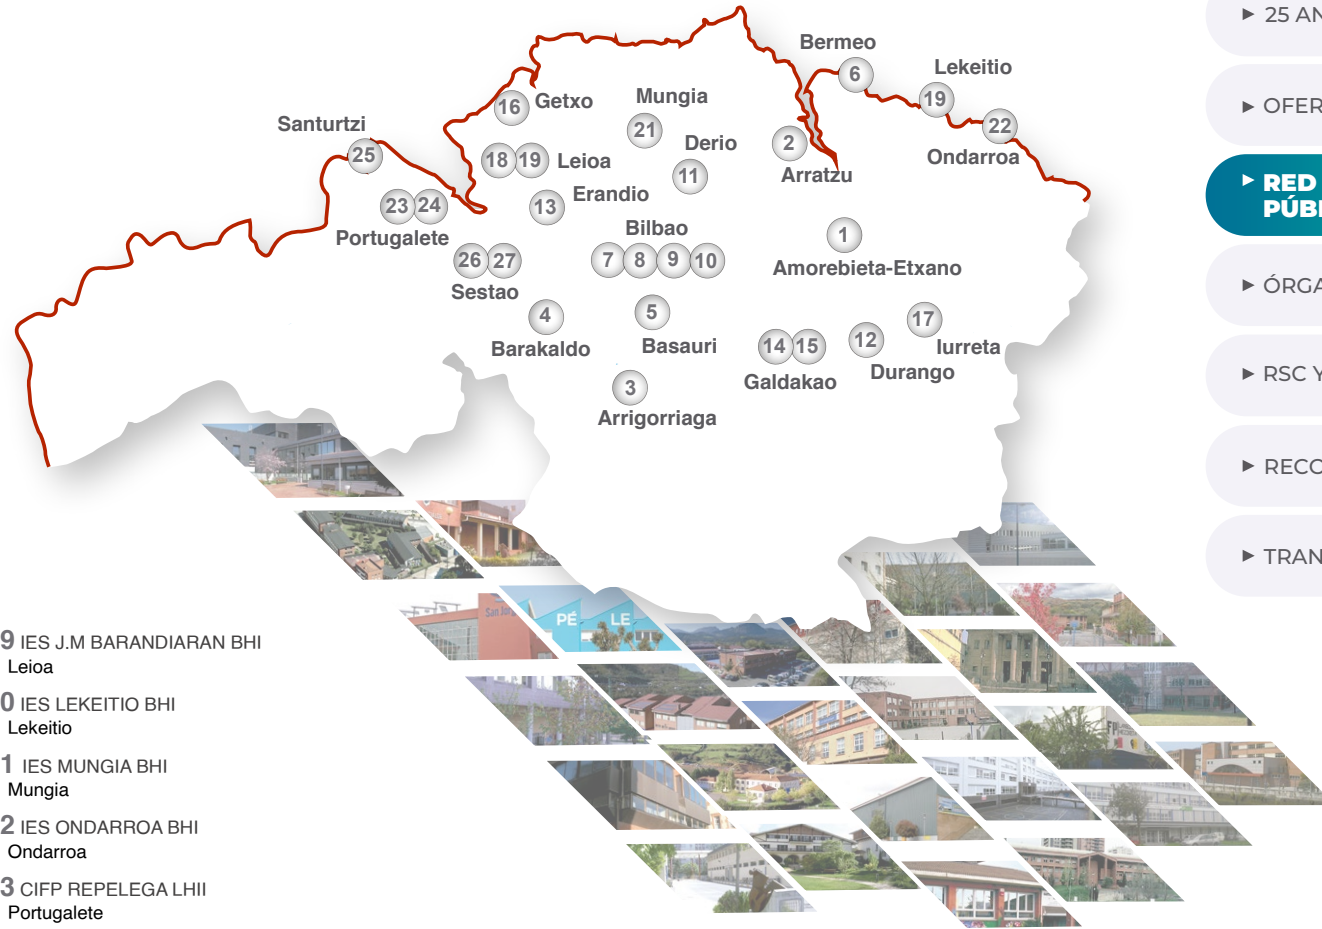 Bermeo
6
Lekeitio
19
22
Ondarroa
16 Getxo
Mungia
21
Derio
11
2
Arratzu
Santurtzi
25
18 19 Leioa
Erandio
13
23 24
Portugalete
Bilbao
7 8 9 10
1
Amorebieta-Etxano
26 27
Sestao
4
Barakaldo
5
Basauri
17
Iurreta
14 15
Galdakao
12
Durango
3
Arrigorriaga
► 25 AN
► OFER
► RED
PÚB
► ÓRGA
► RSC Y
► RECO
► TRAN
San Jorg
PÉ LE
9 IES J.M BARANDIARAN BHI
Leioa
0 IES LEKEITIO BHI
Lekeitio
1 IES MUNGIA BHI
Mungia
2 IES ONDARROA BHI
Ondarroa
3 CIFP REPELEGA LHII
Portugalete